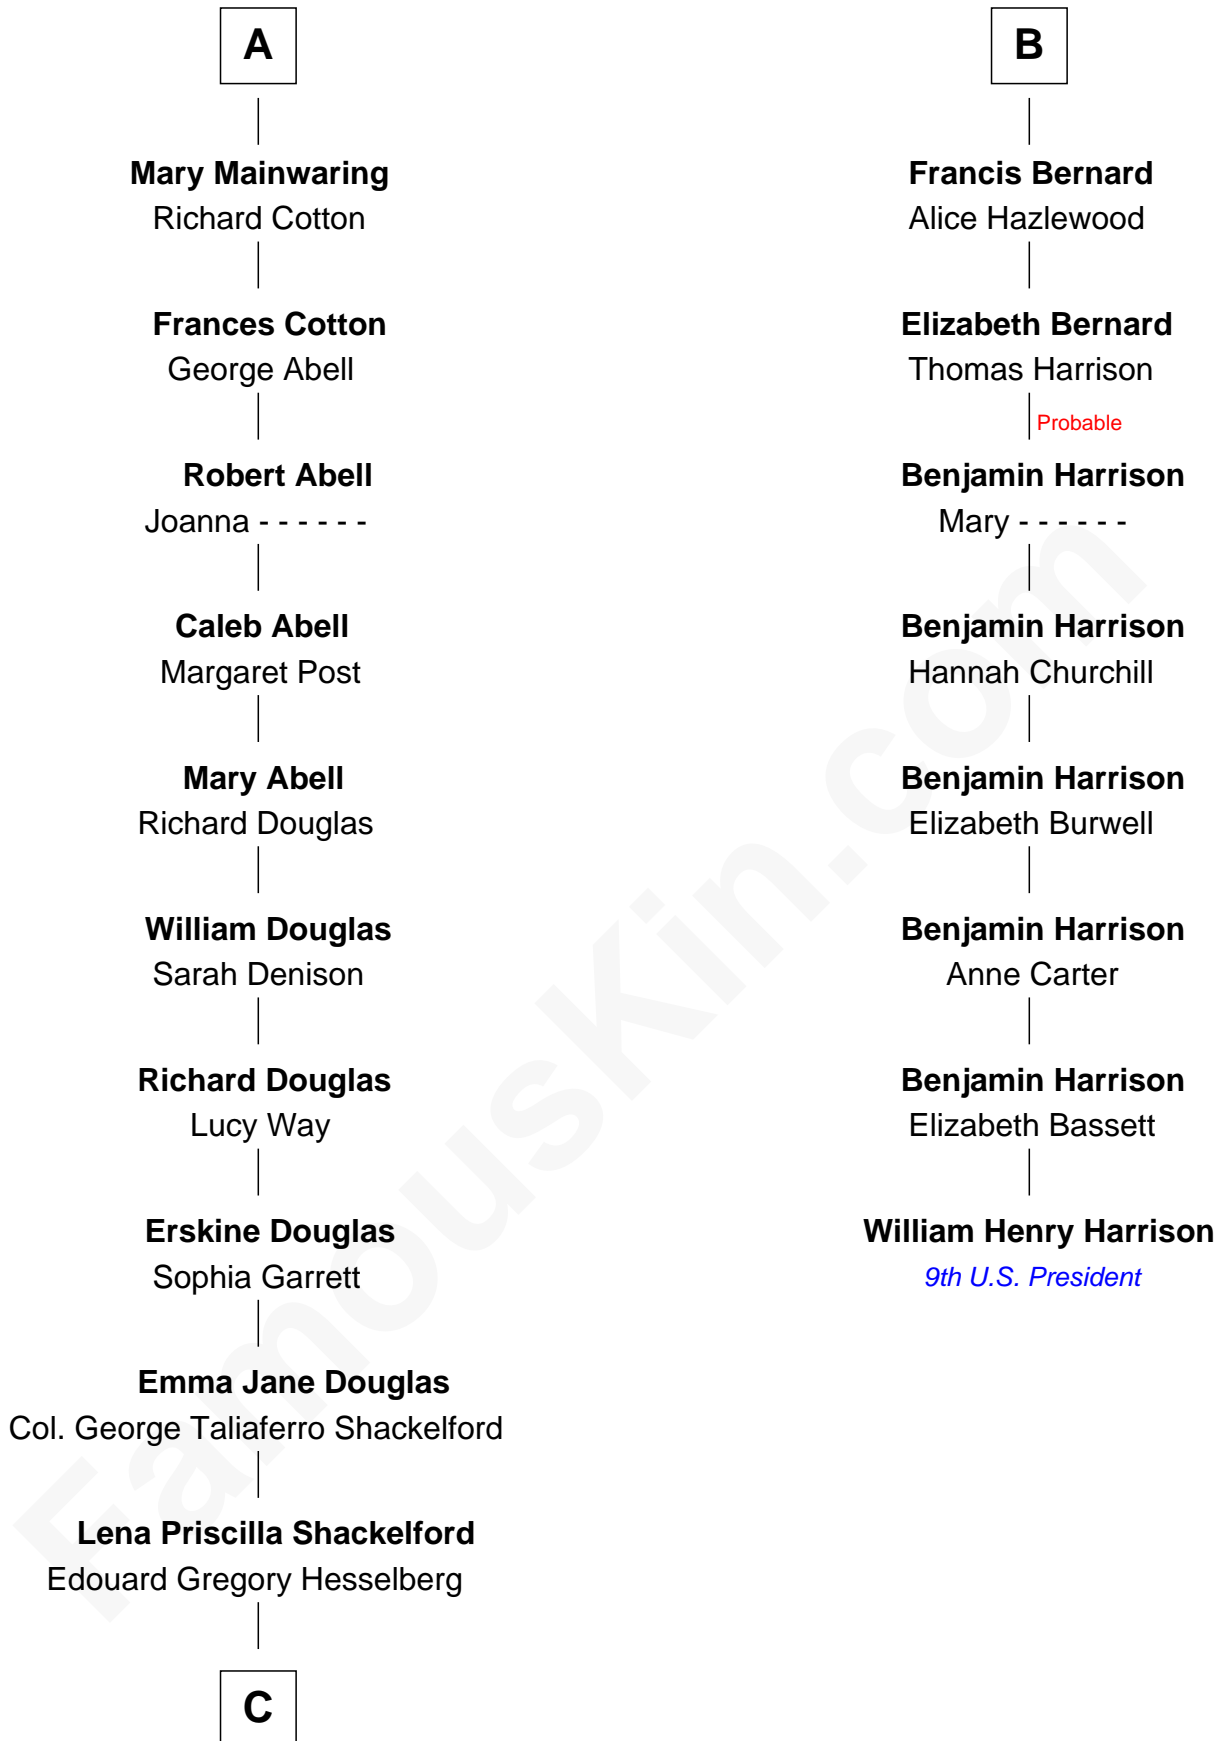 A
Mary Mainwaring
Richard Cotton
Frances Cotton
George Abell
Robert Abell
Joanna - - - - - -
Caleb Abell
Margaret Post
Mary Abell
Richard Douglas
William Douglas
Sarah Denison
Richard Douglas
Lucy Way
Erskine Douglas
Sophia Garrett
Emma Jane Douglas
Col. George Taliaferro Shackelford
Lena Priscilla Shackelford
Edouard Gregory Hesselberg
C
B
Francis Bernard
Alice Hazlewood
Elizabeth Bernard
Thomas Harrison
Probable
Benjamin Harrison
Mary - - - - - -
Benjamin Harrison
Hannah Churchill
Benjamin Harrison
Elizabeth Burwell
Benjamin Harrison
Anne Carter
Benjamin Harrison
Elizabeth Bassett
William Henry Harrison
9th U.S. President
FamousKin.com